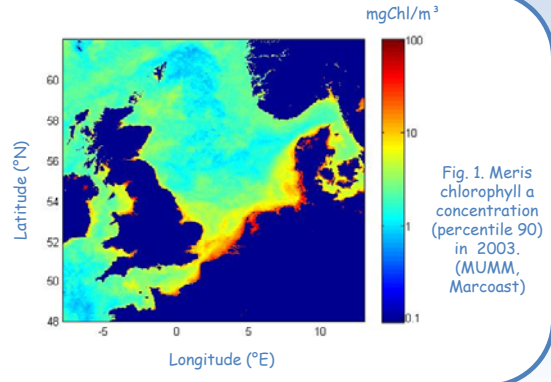 mgChl/m³
100
10
1
0.1
60
58
56
54
52
50
48
Latitude (°N)
-5
0
5
10
Longitude (°E)
Fig. 1. Meris
chlorophyll a
concentration
(percentile 90)
in 2003.
(MUMM,
Marcoast)